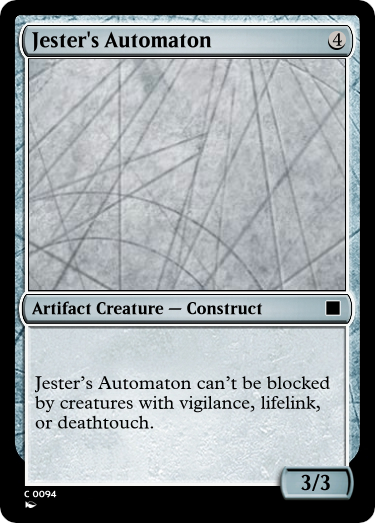 Jester's Automaton 4
Artifact Creature — Construct
Jester's Automaton can't be blocked
by creatures with vigilance, lifelink,
or deathtouch.
3/3
C 0094